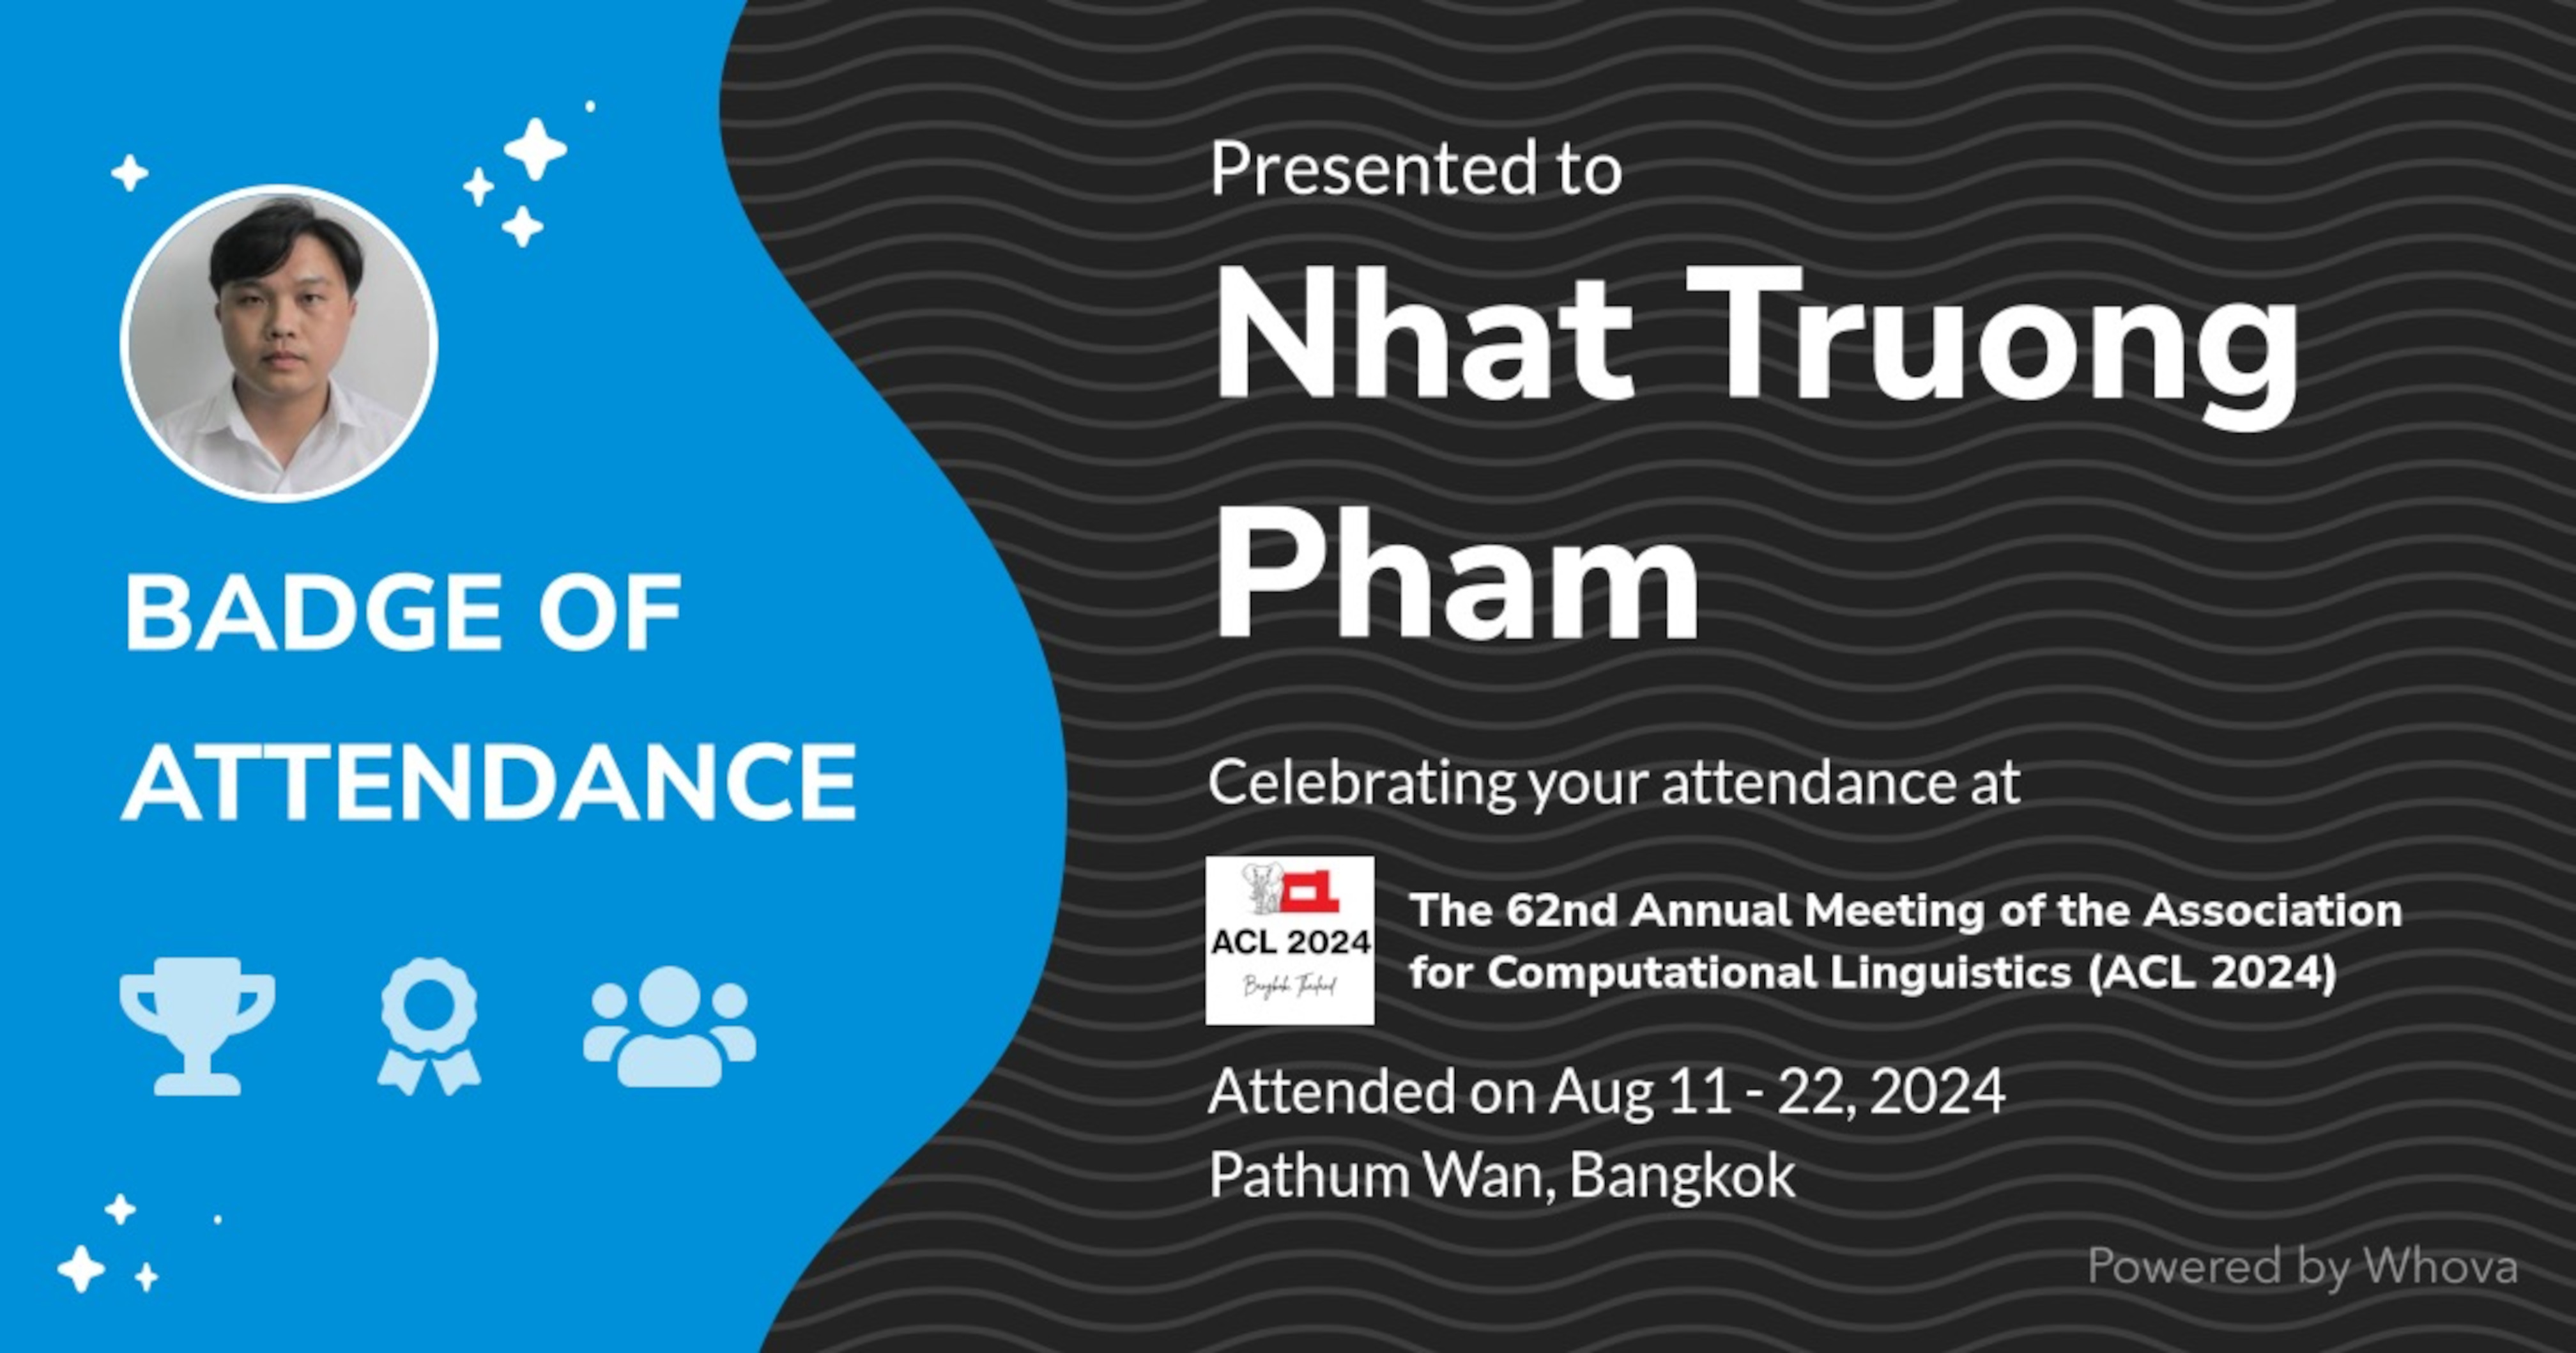 BADGE OF
ATTENDANCE
Presented to
Nhat Truong
Pham
Celebrating your attendance at
ACL 2024
Bangkok, Thailand
The 62nd Annual Meeting of the Association
for Computational Linguistics (ACL 2024)
Attended on Aug 11 - 22, 2024
Pathum Wan, Bangkok
Powered by Whova